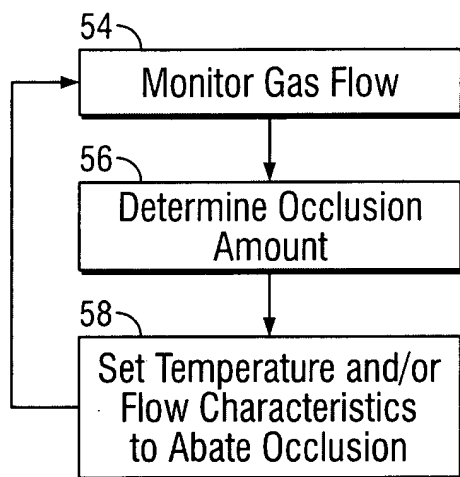 54
Monitor Gas Flow
56
Determine Occlusion
Amount
58
Set Temperature and/or
Flow Characteristics
to Abate Occlusion